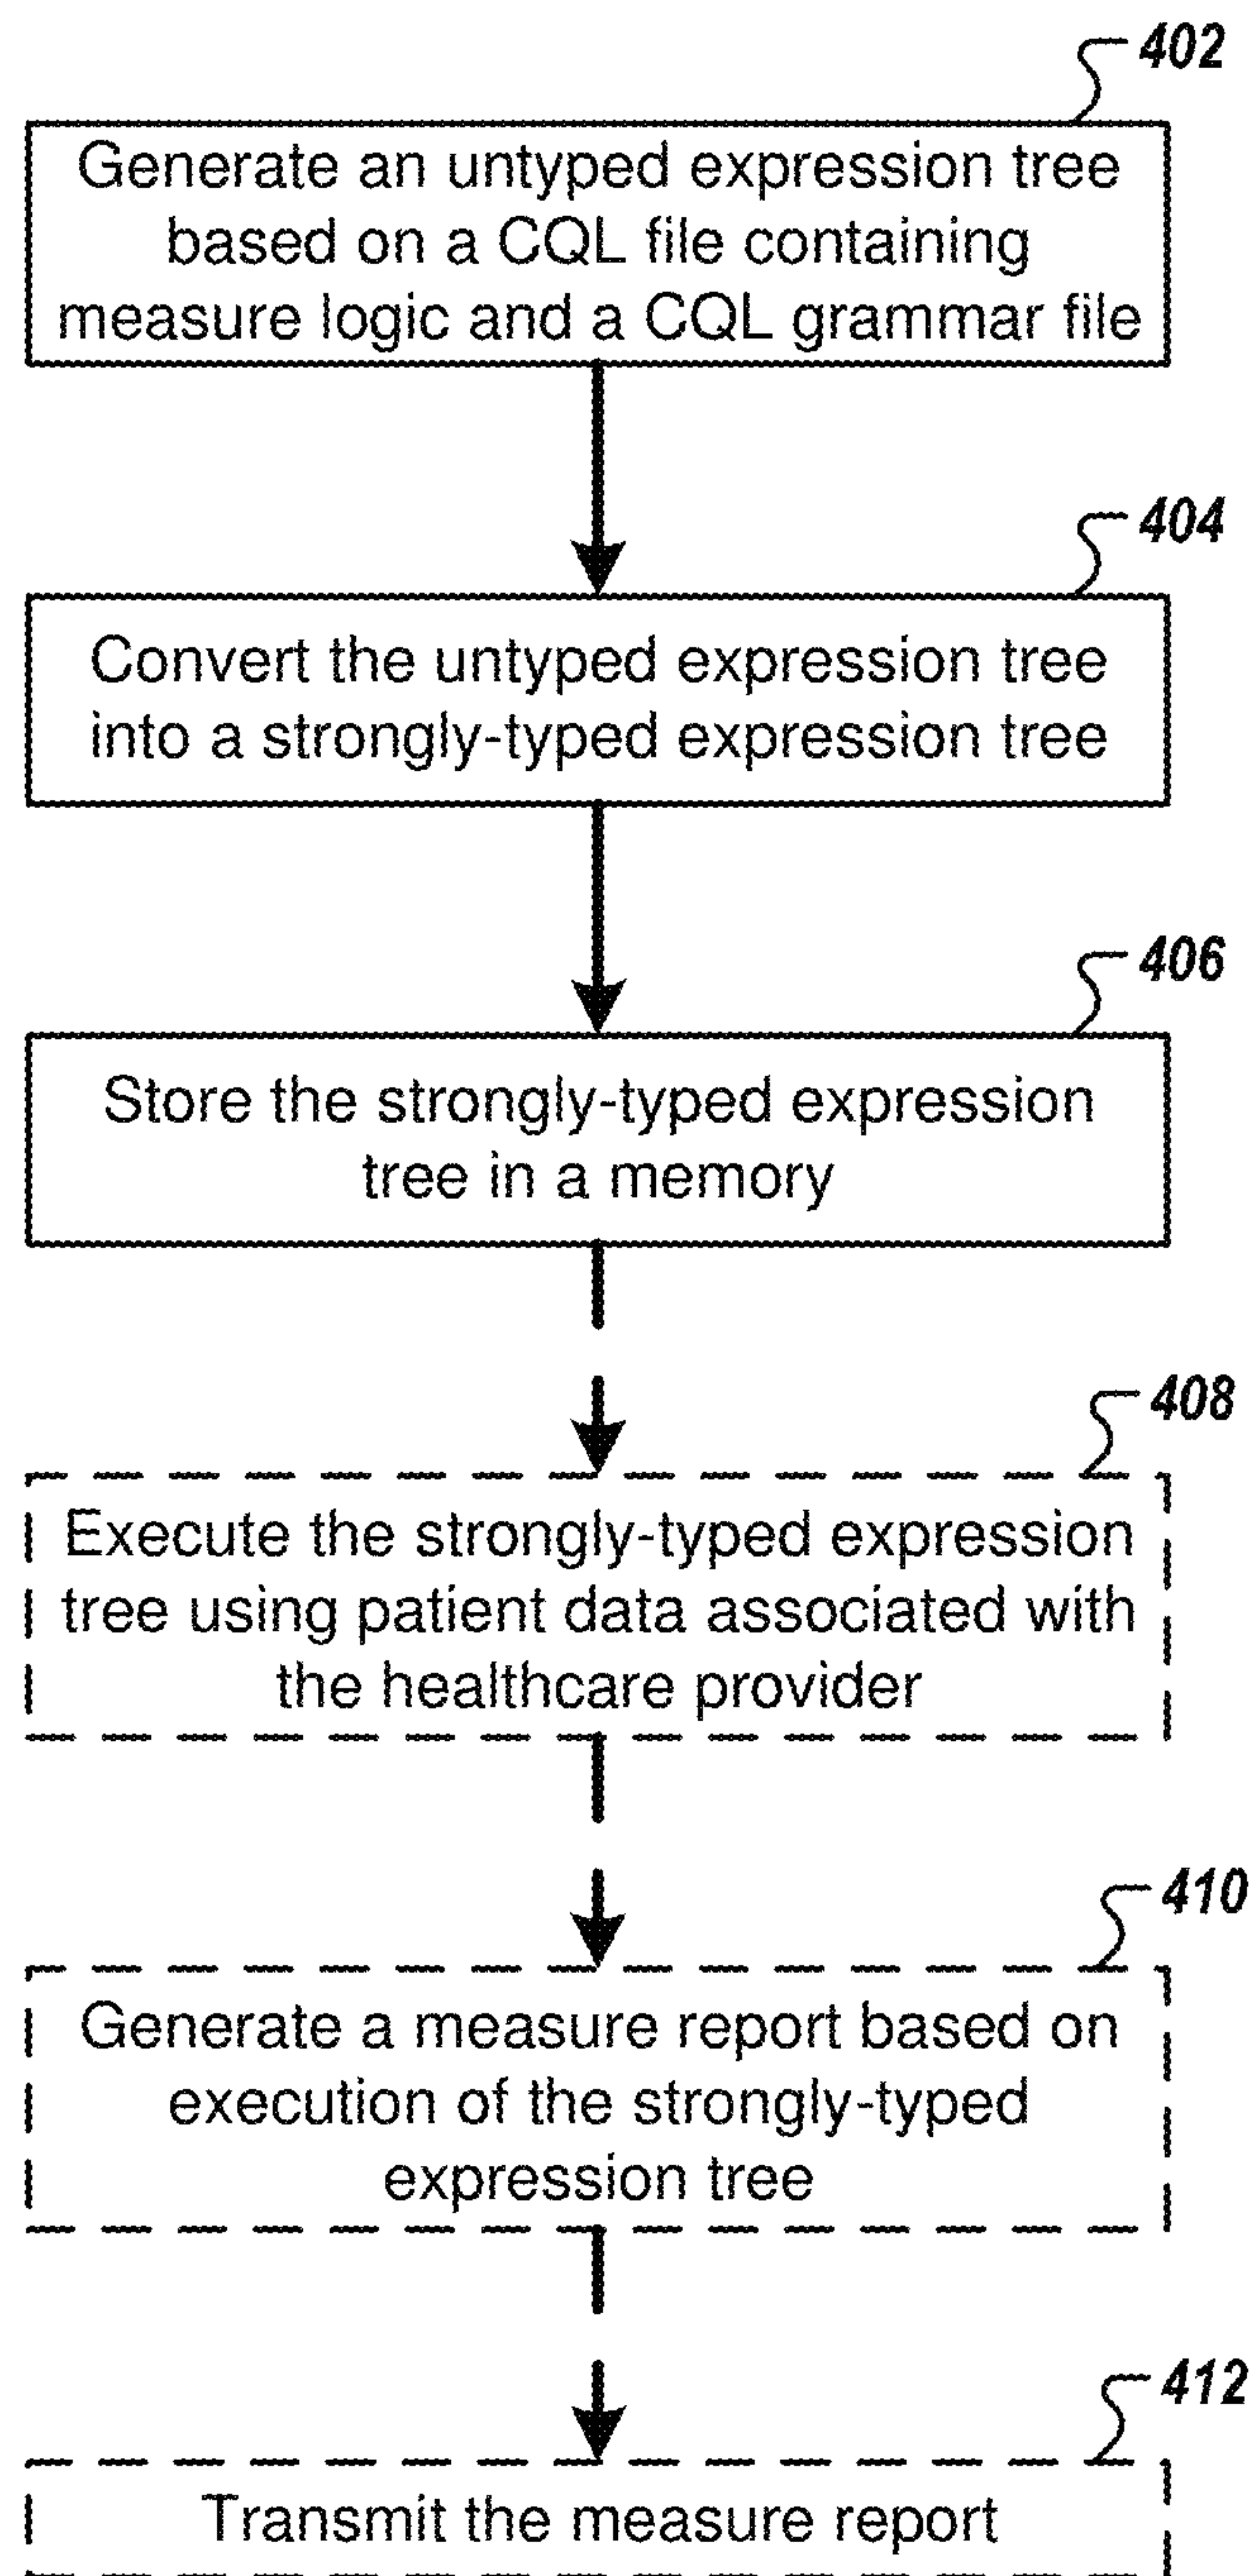 402
Generate an untyped expression tree
based on a CQL file containing
measure logic and a CQL grammar file
404
Convert the untyped expression tree
into a strongly-typed expression tree
406
Store the strongly-typed expression
tree in a memory
408
Execute the strongly-typed expression
tree using patient data associated with
the healthcare provider
410
Generate a measure report based on
execution of the strongly-typed
expression tree
412
Transmit the measure report